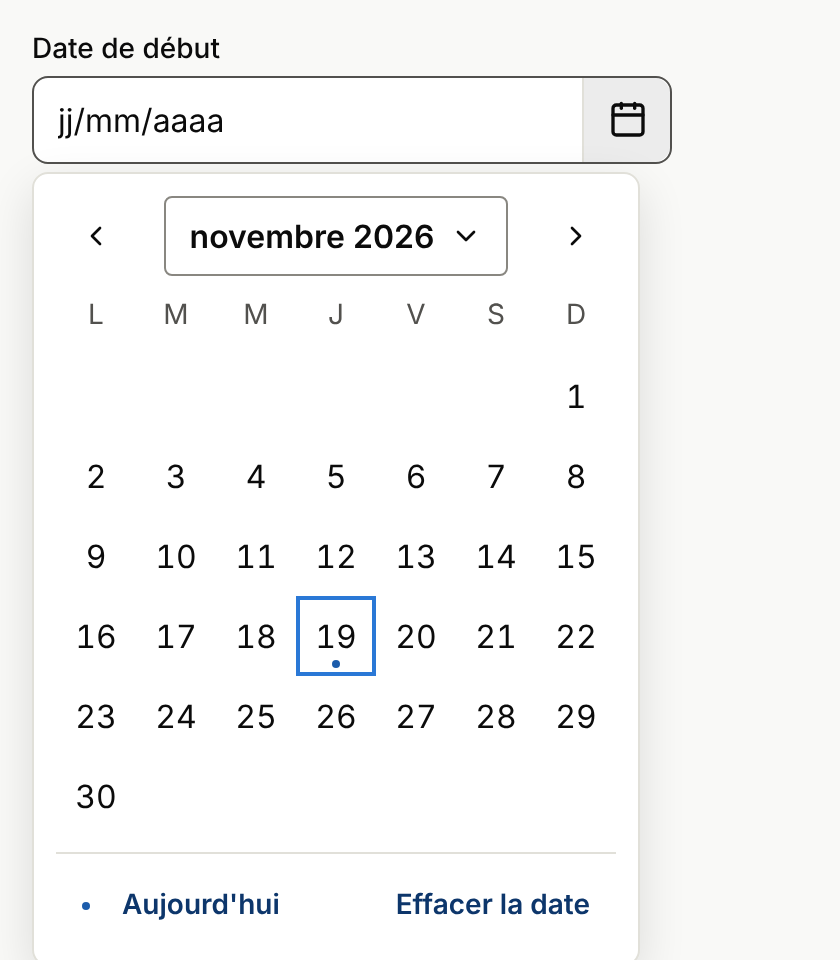 Date de début
jj/mm/aaaa
novembre 2026
L M M J V S D
1
2 3 4 5 6 7 8
9 10 11 12 13 14 15
16 17 18 19 20 21 22
23 24 25 26 27 28 29
30
Aujourd'hui Effacer la date